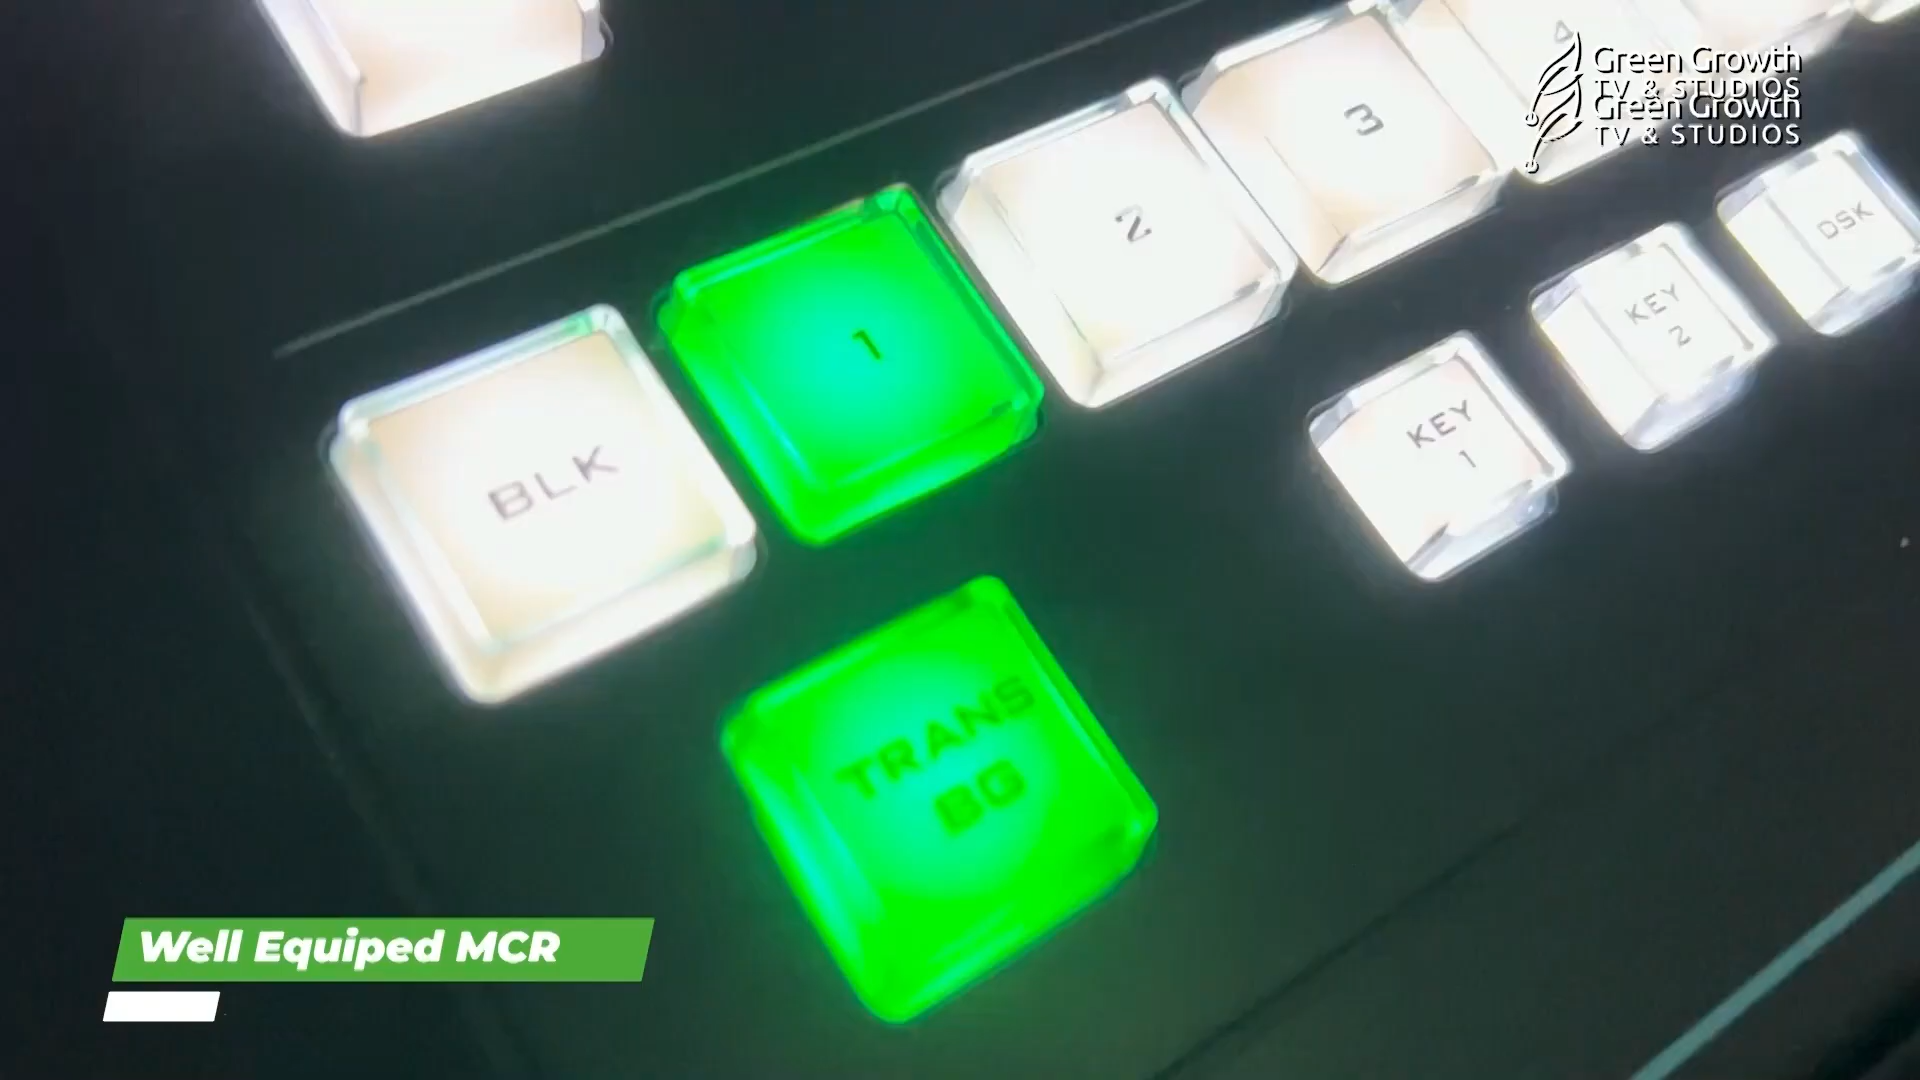 Green Growth
TV & STUDIOS
Green Growth
TV & STUDIOS
4
3
2
1
BLK
DSK
KEY
2
KEY
1
TRANS
BG
Well Equiped MCR